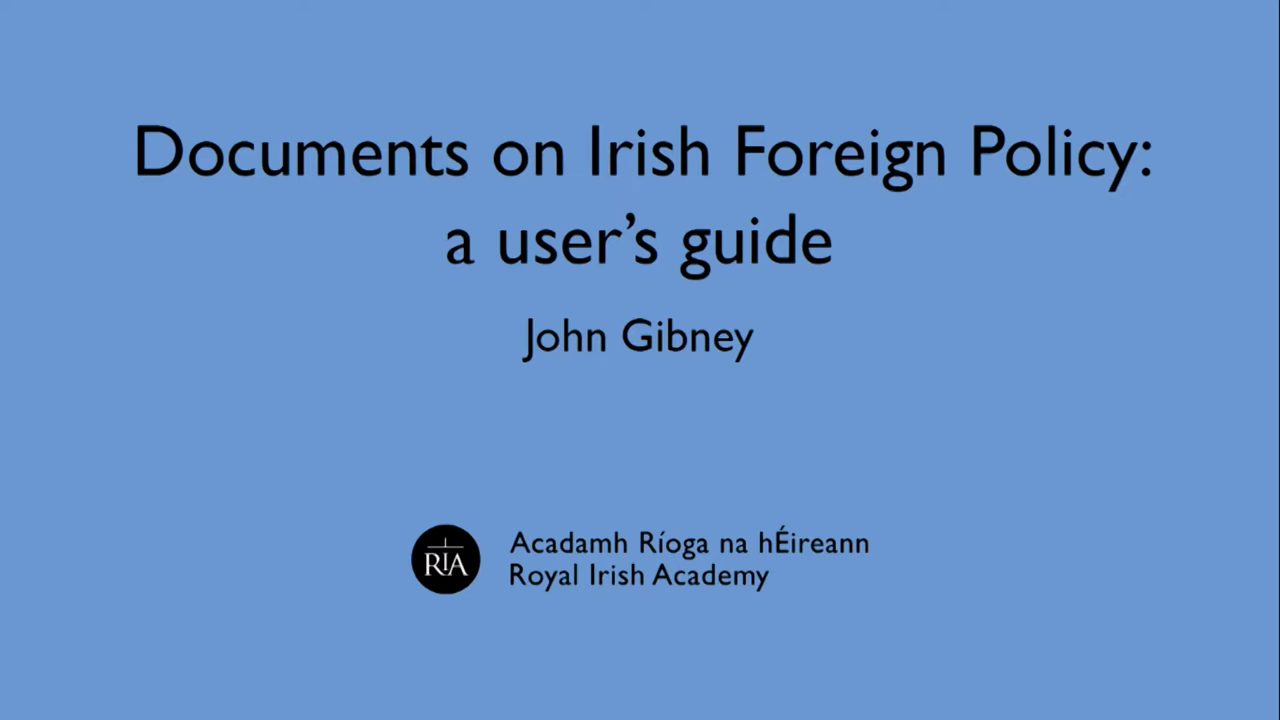 Documents on Irish Foreign Policy:
a user’s guide
John Gibney
RIA
Acadamh Ríoga na hÉireann
Royal Irish Academy